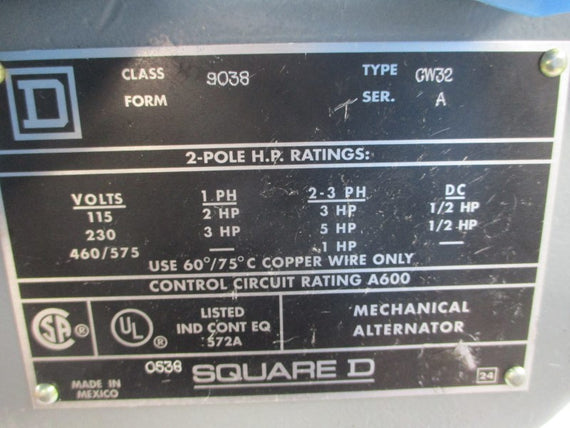 D
CLASS 9038 TYPE GW32
FORM SER. A
2-POLE H.P. RATINGS:
VOLTS 1 PH 2-3 PH DC
115 2 HP 3 HP 1/2 HP
230 3 HP 5 HP 1/2 HP
460/575 — 1 HP —
USE 60°/75°C COPPER WIRE ONLY
CONTROL CIRCUIT RATING A600
SA ® UL ® LISTED IND CONT EQ 572A
MECHANICAL ALTERNATOR
0538 SQUARE D
MADE IN MEXICO
24